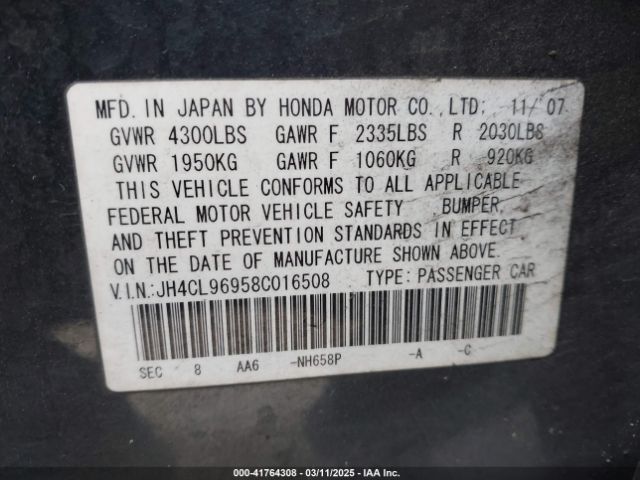 MFD. IN JAPAN BY HONDA MOTOR CO., LTD; 11/ 07
GVWR 4300LBS GAWR F 2335LBS R 2030LBS
GVWR 1950KG GAWR F 1060KG R 920KG
THIS VEHICLE CONFORMS TO ALL APPLICABLE
FEDERAL MOTOR VEHICLE SAFETY, BUMPER,
AND THEFT PREVENTION STANDARDS IN EFFECT
ON THE DATE OF MANUFACTURE SHOWN ABOVE.
V.I.N.:JH4CL96958C016508 TYPE: PASSENGER CAR
SEC 8 AA6 -NH658P -A -C
000-41764308 - 03/11/2025 - IAA Inc.